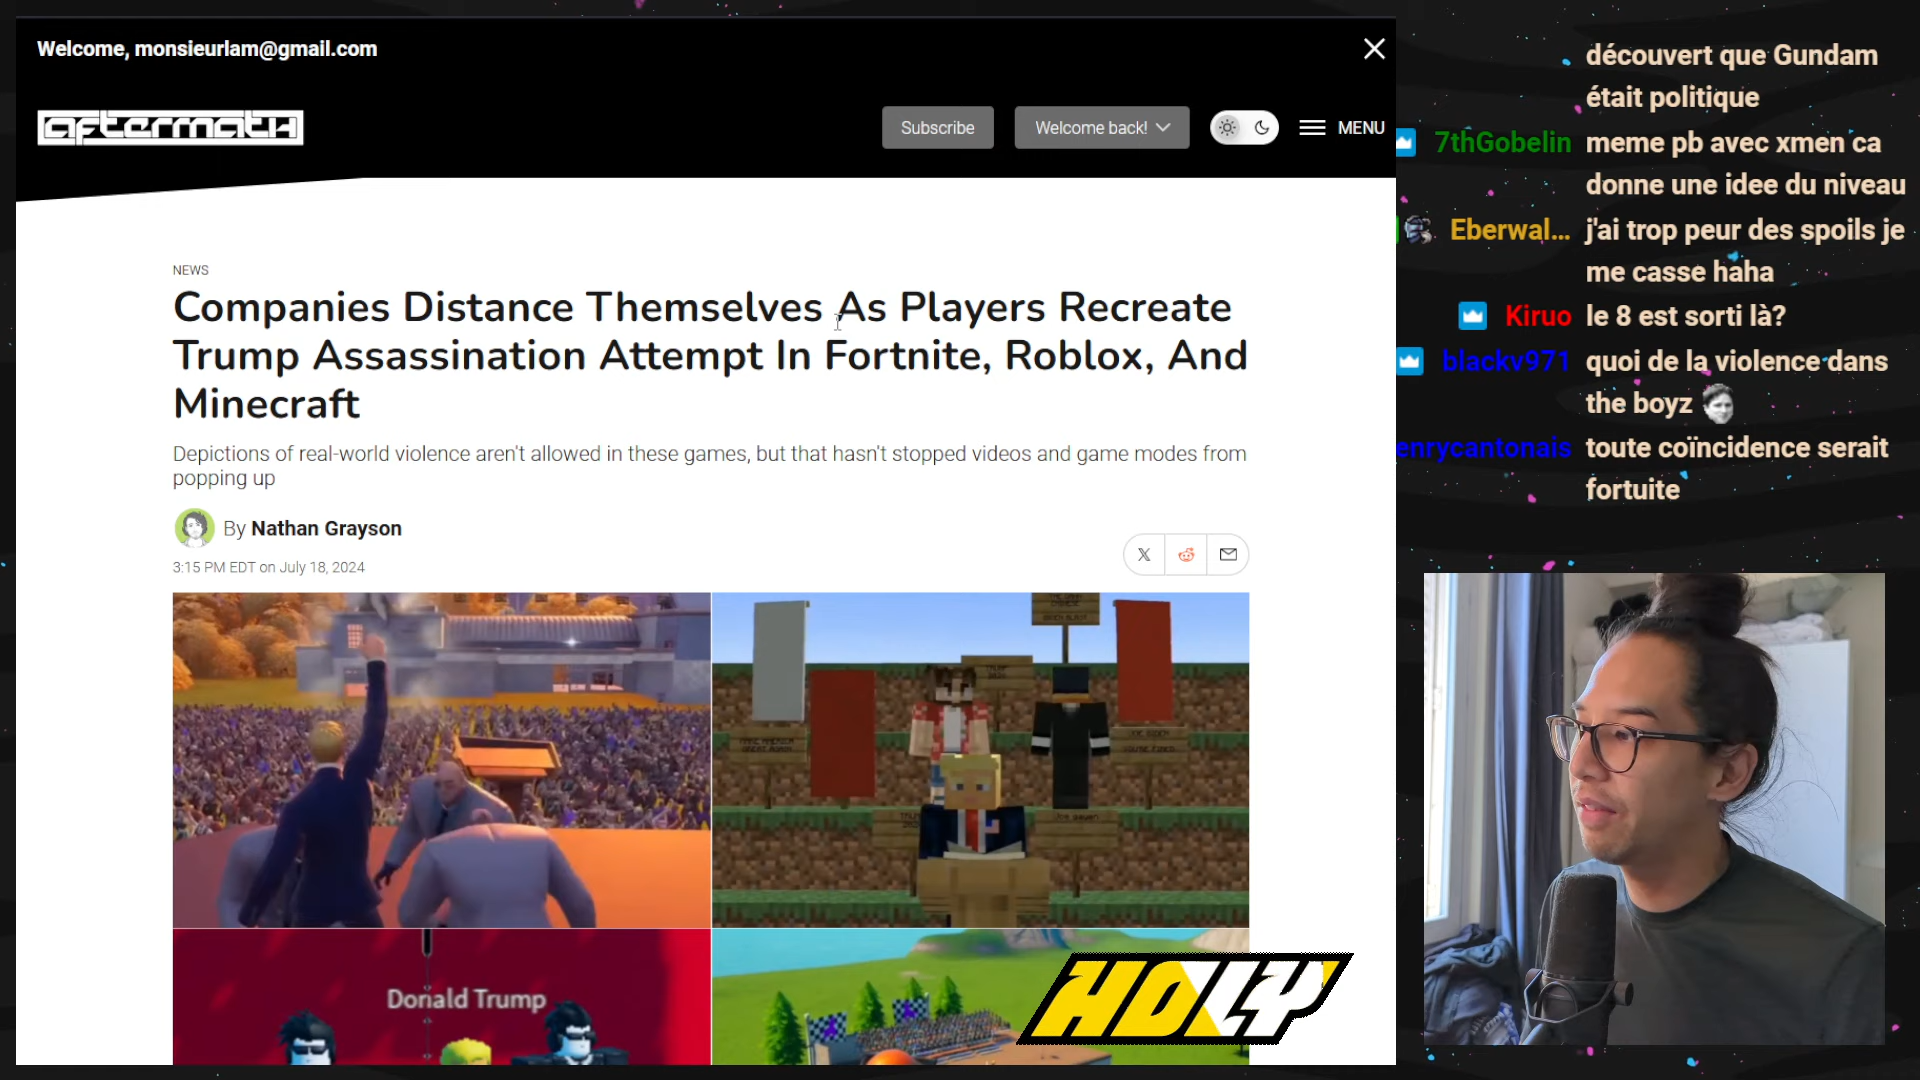 Welcome, monsieurlam@gmail.com
aftermath
Subscribe
Welcome back!
MENU
NEWS
Companies Distance Themselves As Players Recreate
Trump Assassination Attempt In Fortnite, Roblox, And
Minecraft
Depictions of real-world violence aren't allowed in these games, but that hasn't stopped videos and game modes from
popping up
By Nathan Grayson
3:15 PM EDT on July 18, 2024
Donald Trump
HOLY
découvert que Gundam
était politique
7thGobelin meme pb avec xmen ca
donne une idee du niveau
Eberwal... j'ai trop peur des spoils je
me casse haha
Kiruo le 8 est sorti là?
blackv971 quoi de la violence dans
the boyz
enrycantonais toute coïncidence serait
fortuite